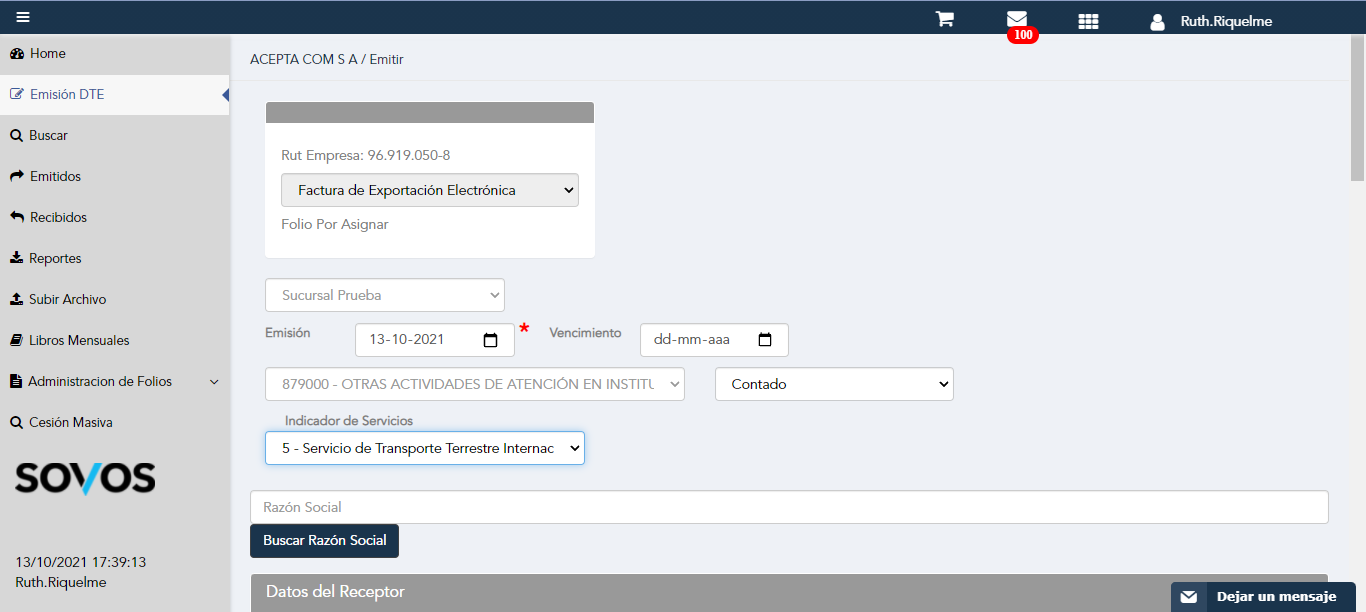 Ruth.Riquelme
100
Home
Emisión DTE
Buscar
Emitidos
Recibidos
Reportes
Subir Archivo
Libros Mensuales
Administracion de Folios
Cesión Masiva
SOVOS
13/10/2021 17:39:13
Ruth.Riquelme
ACEPTA COM S A / Emitir
Rut Empresa: 96.919.050-8
Factura de Exportación Electrónica
Folio Por Asignar
Sucursal Prueba
Emisión 13-10-2021 * Vencimiento dd-mm-aaa
879000 - OTRAS ACTIVIDADES DE ATENCIÓN EN INSTITU Contado
Indicador de Servicios
5 - Servicio de Transporte Terrestre Internac
Razón Social
Buscar Razón Social
Datos del Receptor
Dejar un mensaje